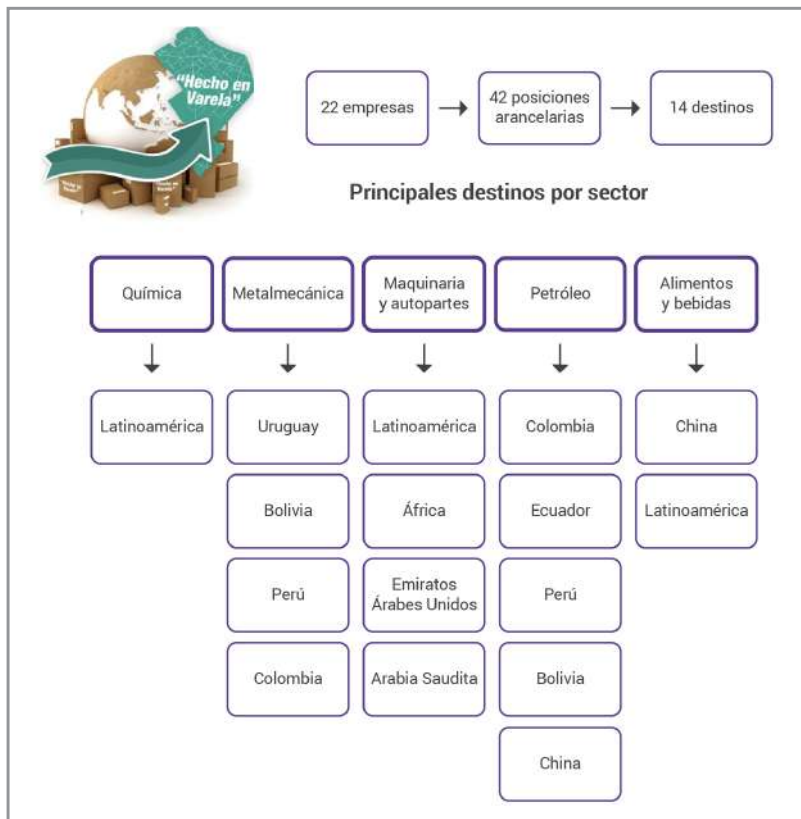 "Hecho en
Varela"
22 empresas
42 posiciones
arancelarias
14 destinos
Principales destinos por sector
Química
Metalmecánica
Maquinaria
y autopartes
Petróleo
Alimentos
y bebidas
Latinoamérica
Uruguay
Latinoamérica
Colombia
China
Bolivia
África
Ecuador
Latinoamérica
Perú
Emiratos
Árabes Unidos
Perú
Colombia
Arabia Saudita
Bolivia
China